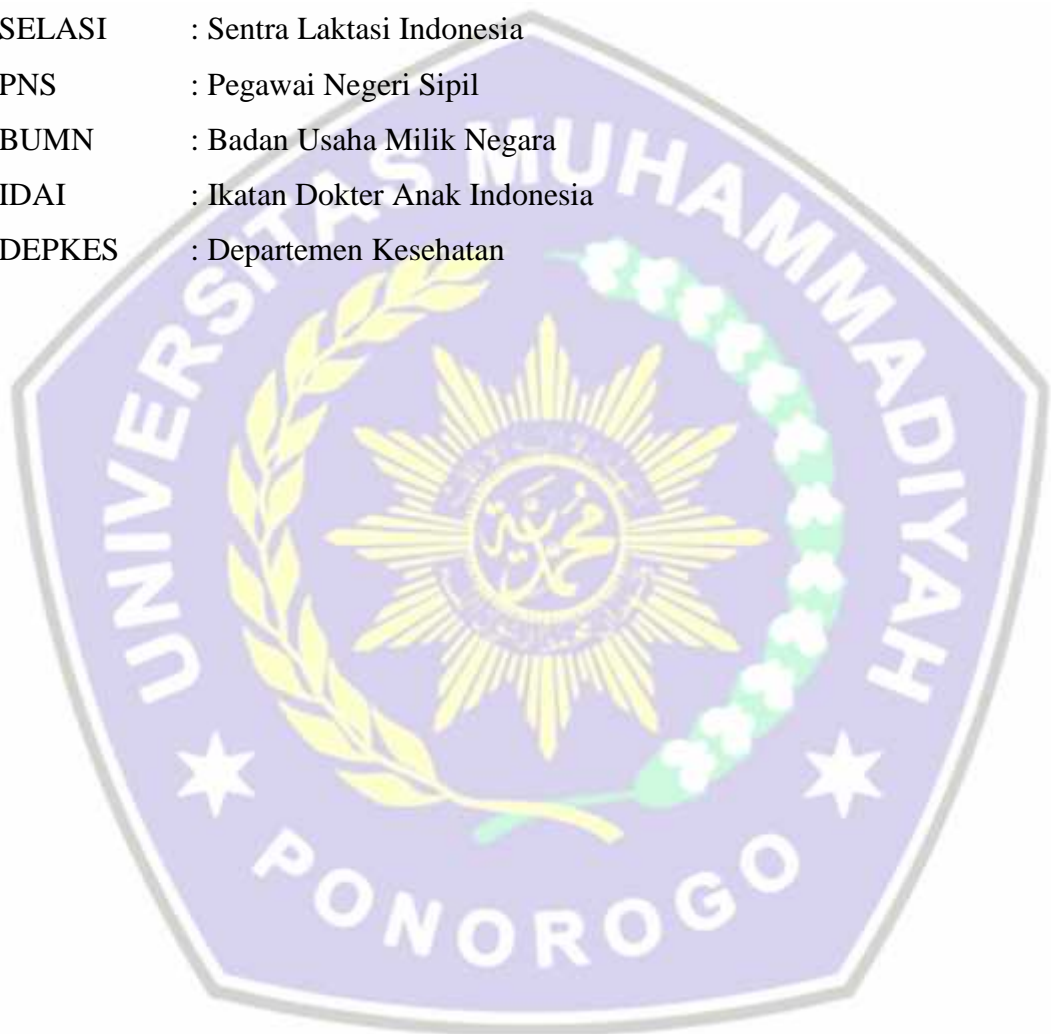 SELASI : Sentra Laktasi Indonesia
PNS : Pegawai Negeri Sipil
BUMN : Badan Usaha Milik Negara
IDAI : Ikatan Dokter Anak Indonesia
DEPKES : Departemen Kesehatan
UNIVERSITAS MUHAMMADIYAH
محمدية
PONOROGO